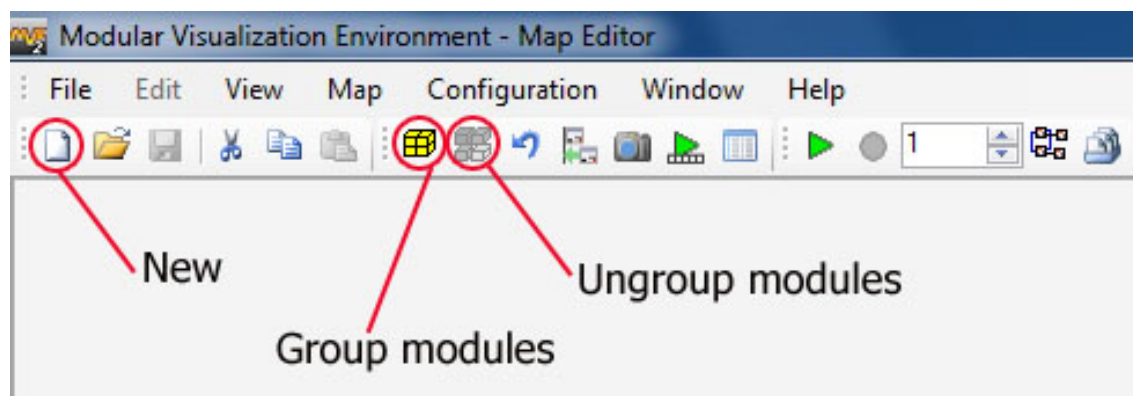 Modular Visualization Environment - Map Editor
File Edit View Map Configuration Window Help
1
New
Ungroup modules
Group modules